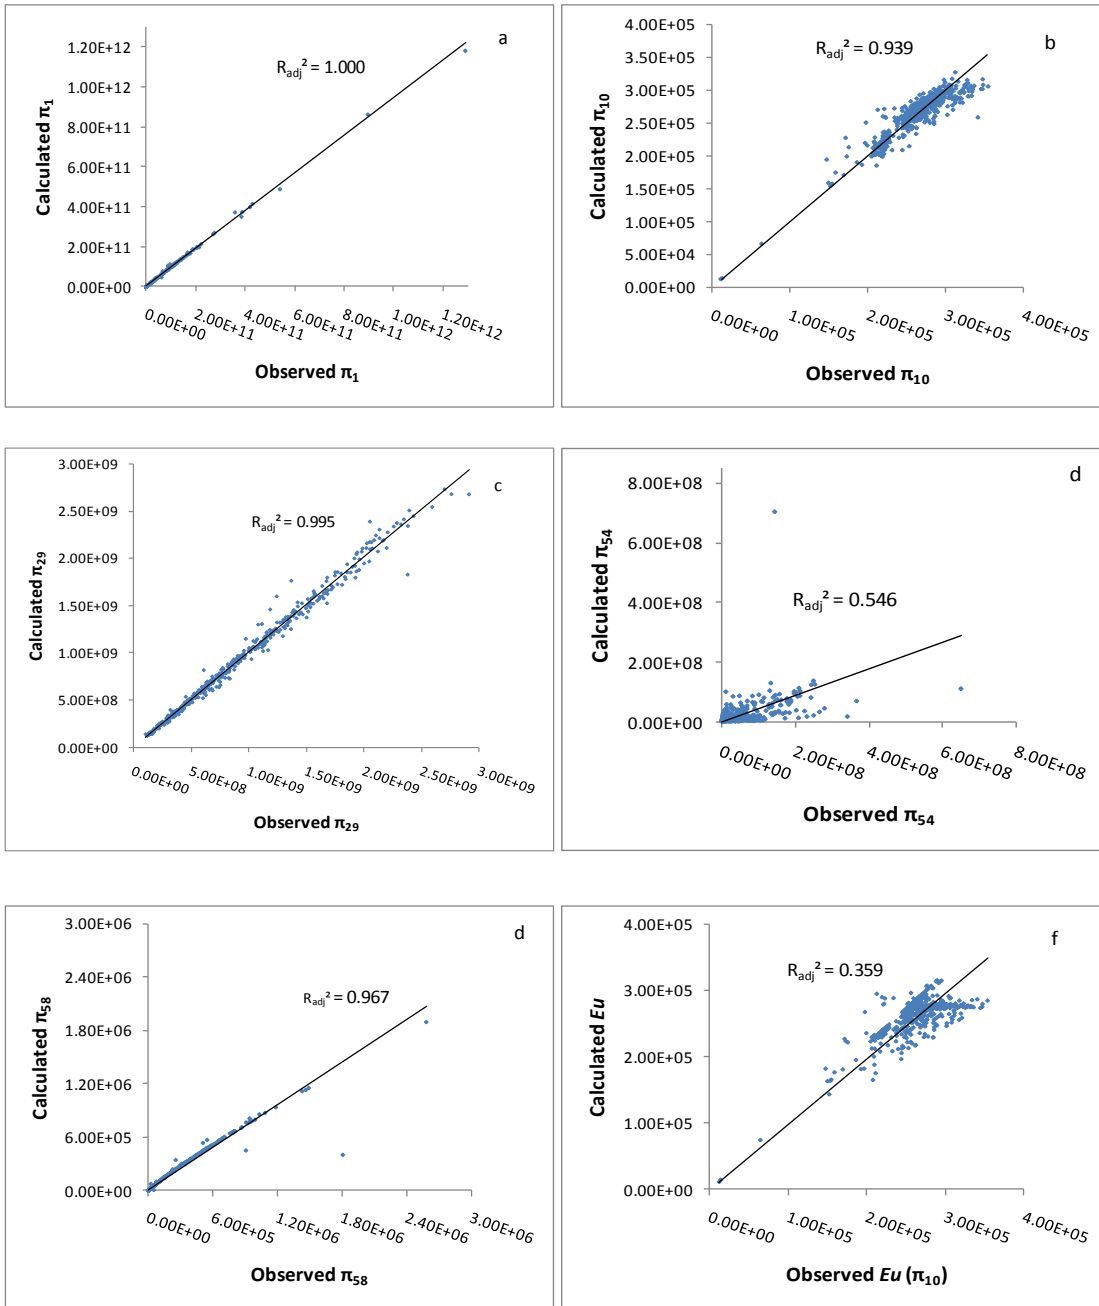 a
R_adj² = 1.000
Calculated π₁
1.20E+12
1.00E+12
8.00E+11
6.00E+11
4.00E+11
2.00E+11
0.00E+00
0.00E+00 2.00E+11 4.00E+11 6.00E+11 8.00E+11 1.00E+12 1.20E+12
Observed π₁
b
R_adj² = 0.939
Calculated π₁₀
4.00E+05
3.50E+05
3.00E+05
2.50E+05
2.00E+05
1.50E+05
1.00E+05
5.00E+04
0.00E+00
0.00E+00 1.00E+05 2.00E+05 3.00E+05 4.00E+05
Observed π₁₀
c
R_adj² = 0.995
Calculated π₂₉
3.00E+09
2.50E+09
2.00E+09
1.50E+09
1.00E+09
5.00E+08
0.00E+00
0.00E+00 5.00E+08 1.00E+09 1.50E+09 2.00E+09 2.50E+09 3.00E+09
Observed π₂₉
d
R_adj² = 0.546
Calculated π₅₄
8.00E+08
6.00E+08
4.00E+08
2.00E+08
0.00E+00
0.00E+00 2.00E+08 4.00E+08 6.00E+08 8.00E+08
Observed π₅₄
d
R_adj² = 0.967
Calculated π₅₈
3.00E+06
2.40E+06
1.80E+06
1.20E+06
6.00E+05
0.00E+00
0.00E+00 6.00E+05 1.20E+06 1.80E+06 2.40E+06 3.00E+06
Observed π₅₈
f
R_adj² = 0.359
Calculated Eu
4.00E+05
3.00E+05
2.00E+05
1.00E+05
0.00E+00
0.00E+00 1.00E+05 2.00E+05 3.00E+05 4.00E+05
Observed Eu (π₁₀)